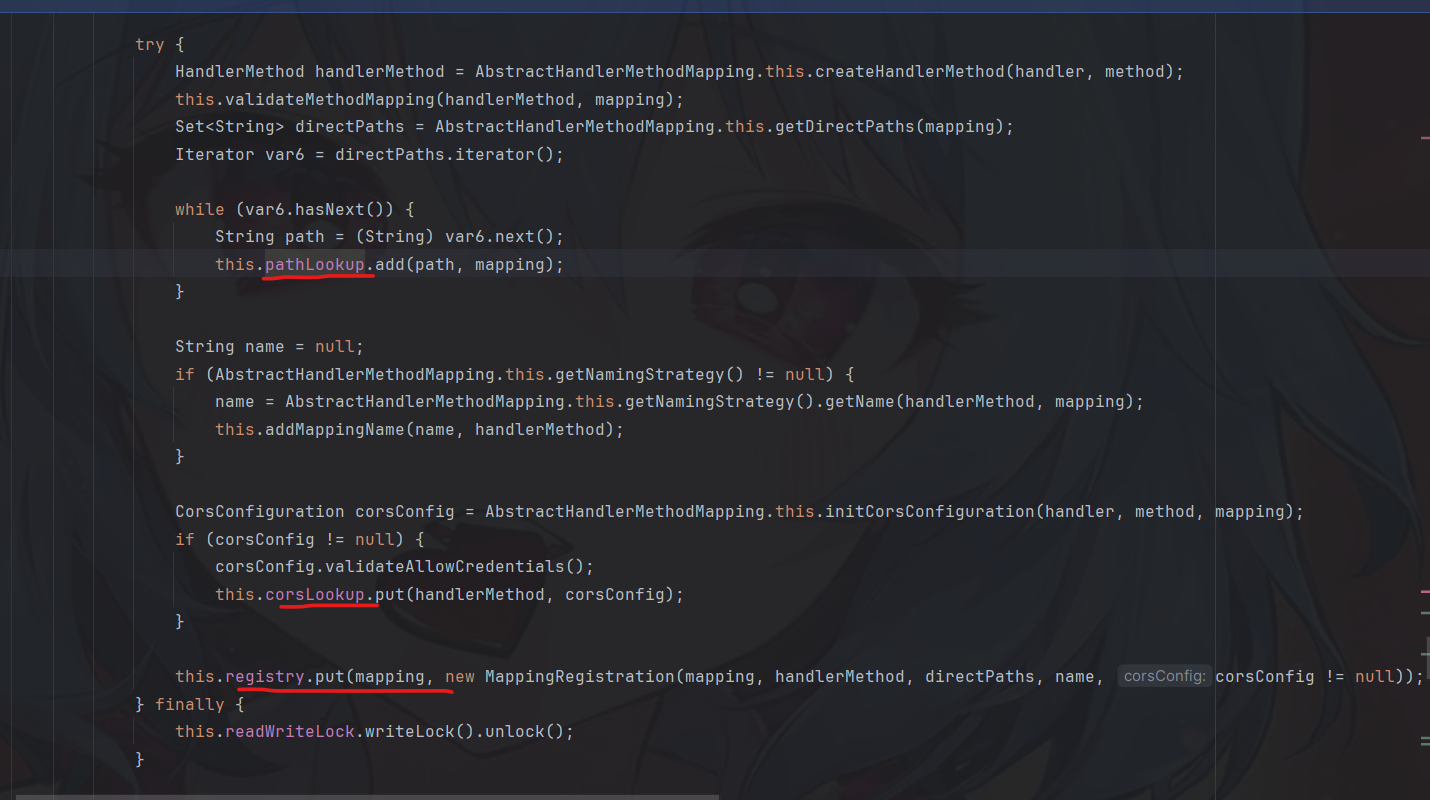 try {
HandlerMethod handlerMethod = AbstractHandlerMethodMapping.this.createHandlerMethod(handler, method);
this.validateMethodMapping(handlerMethod, mapping);
Set<String> directPaths = AbstractHandlerMethodMapping.this.getDirectPaths(mapping);
Iterator var6 = directPaths.iterator();
while (var6.hasNext()) {
String path = (String) var6.next();
this.pathLookup.add(path, mapping);
}
String name = null;
if (AbstractHandlerMethodMapping.this.getNamingStrategy() != null) {
name = AbstractHandlerMethodMapping.this.getNamingStrategy().getName(handlerMethod, mapping);
this.addMappingName(name, handlerMethod);
}
CorsConfiguration corsConfig = AbstractHandlerMethodMapping.this.initCorsConfiguration(handler, method, mapping);
if (corsConfig != null) {
corsConfig.validateAllowCredentials();
this.corsLookup.put(handlerMethod, corsConfig);
}
this.registry.put(mapping, new MappingRegistration(mapping, handlerMethod, directPaths, name, corsConfig: corsConfig != null));
} finally {
this.readWriteLock.writeLock().unlock();
}